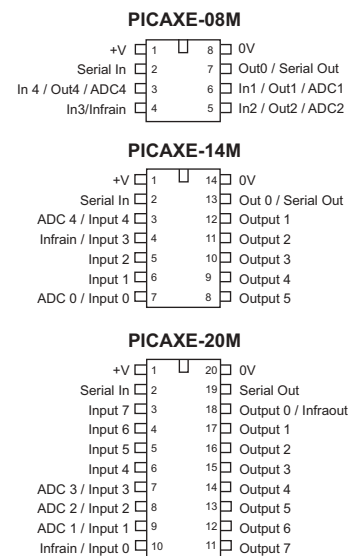 PICAXE-08M
+V 1 8 0V
Serial In 2 7 Out0 / Serial Out
In 4 / Out4 / ADC4 3 6 In1 / Out1 / ADC1
In3/Infrain 4 5 In2 / Out2 / ADC2
PICAXE-14M
+V 1 14 0V
Serial In 2 13 Out 0 / Serial Out
ADC 4 / Input 4 3 12 Output 1
Infrain / Input 3 4 11 Output 2
Input 2 5 10 Output 3
Input 1 6 9 Output 4
ADC 0 / Input 0 7 8 Output 5
PICAXE-20M
+V 1 20 0V
Serial In 2 19 Serial Out
Input 7 3 18 Output 0 / Infraout
Input 6 4 17 Output 1
Input 5 5 16 Output 2
Input 4 6 15 Output 3
ADC 3 / Input 3 7 14 Output 4
ADC 2 / Input 2 8 13 Output 5
ADC 1 / Input 1 9 12 Output 6
Infrain / Input 0 10 11 Output 7